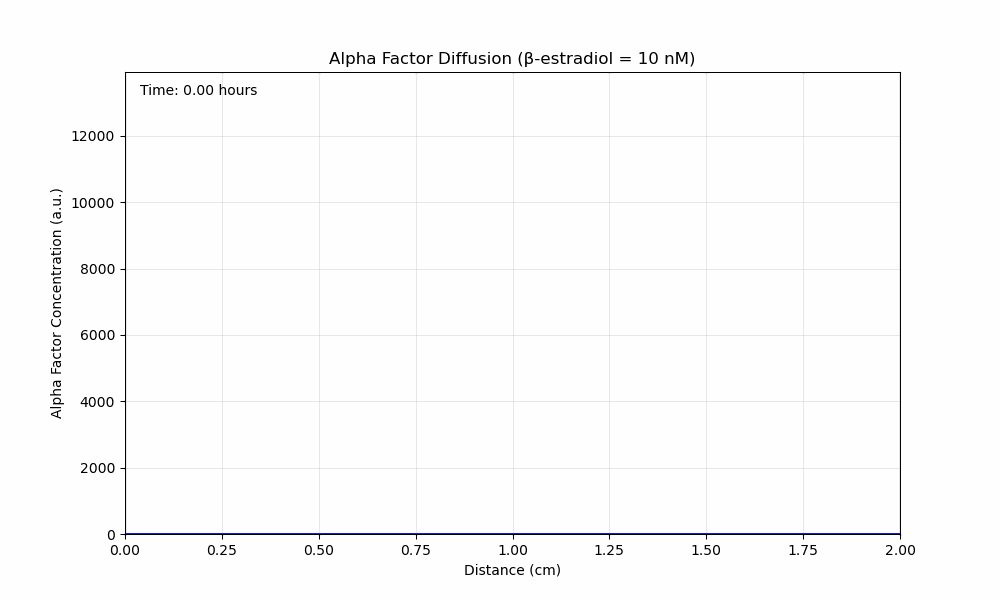 Alpha Factor Diffusion (β-estradiol = 10 nM)
Time: 0.00 hours
12000
10000
8000
6000
4000
2000
0
Alpha Factor Concentration (a.u.)
0.00 0.25 0.50 0.75 1.00 1.25 1.50 1.75 2.00
Distance (cm)